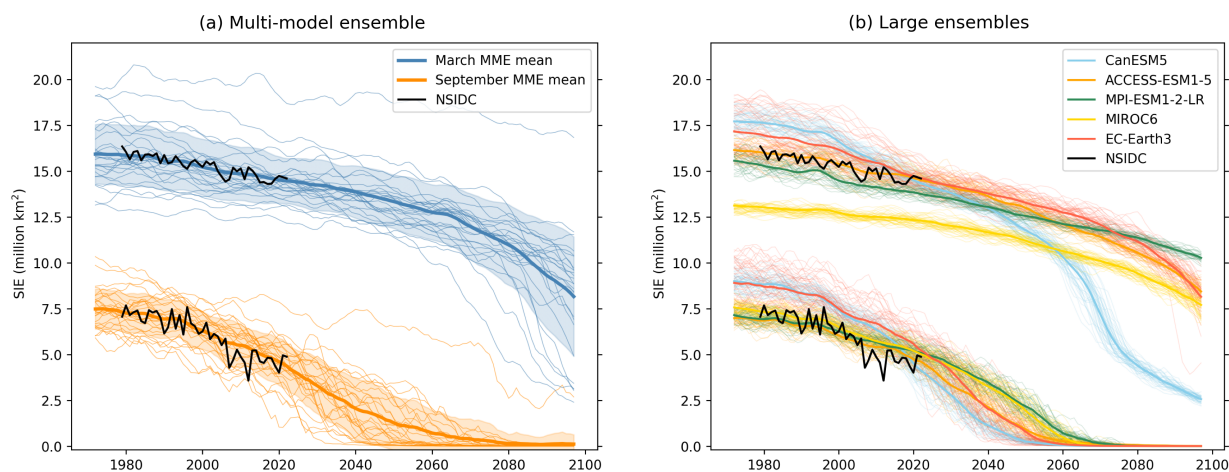 (a) Multi-model ensemble
SIE (million km²)
20.0
17.5
15.0
12.5
10.0
7.5
5.0
2.5
0.0
1980
2000
2020
2040
2060
2080
2100
March MME mean
September MME mean
NSIDC
(b) Large ensembles
SIE (million km²)
20.0
17.5
15.0
12.5
10.0
7.5
5.0
2.5
0.0
1980
2000
2020
2040
2060
2080
2100
CanESM5
ACCESS-ESM1-5
MPI-ESM1-2-LR
MIROC6
EC-Earth3
NSIDC